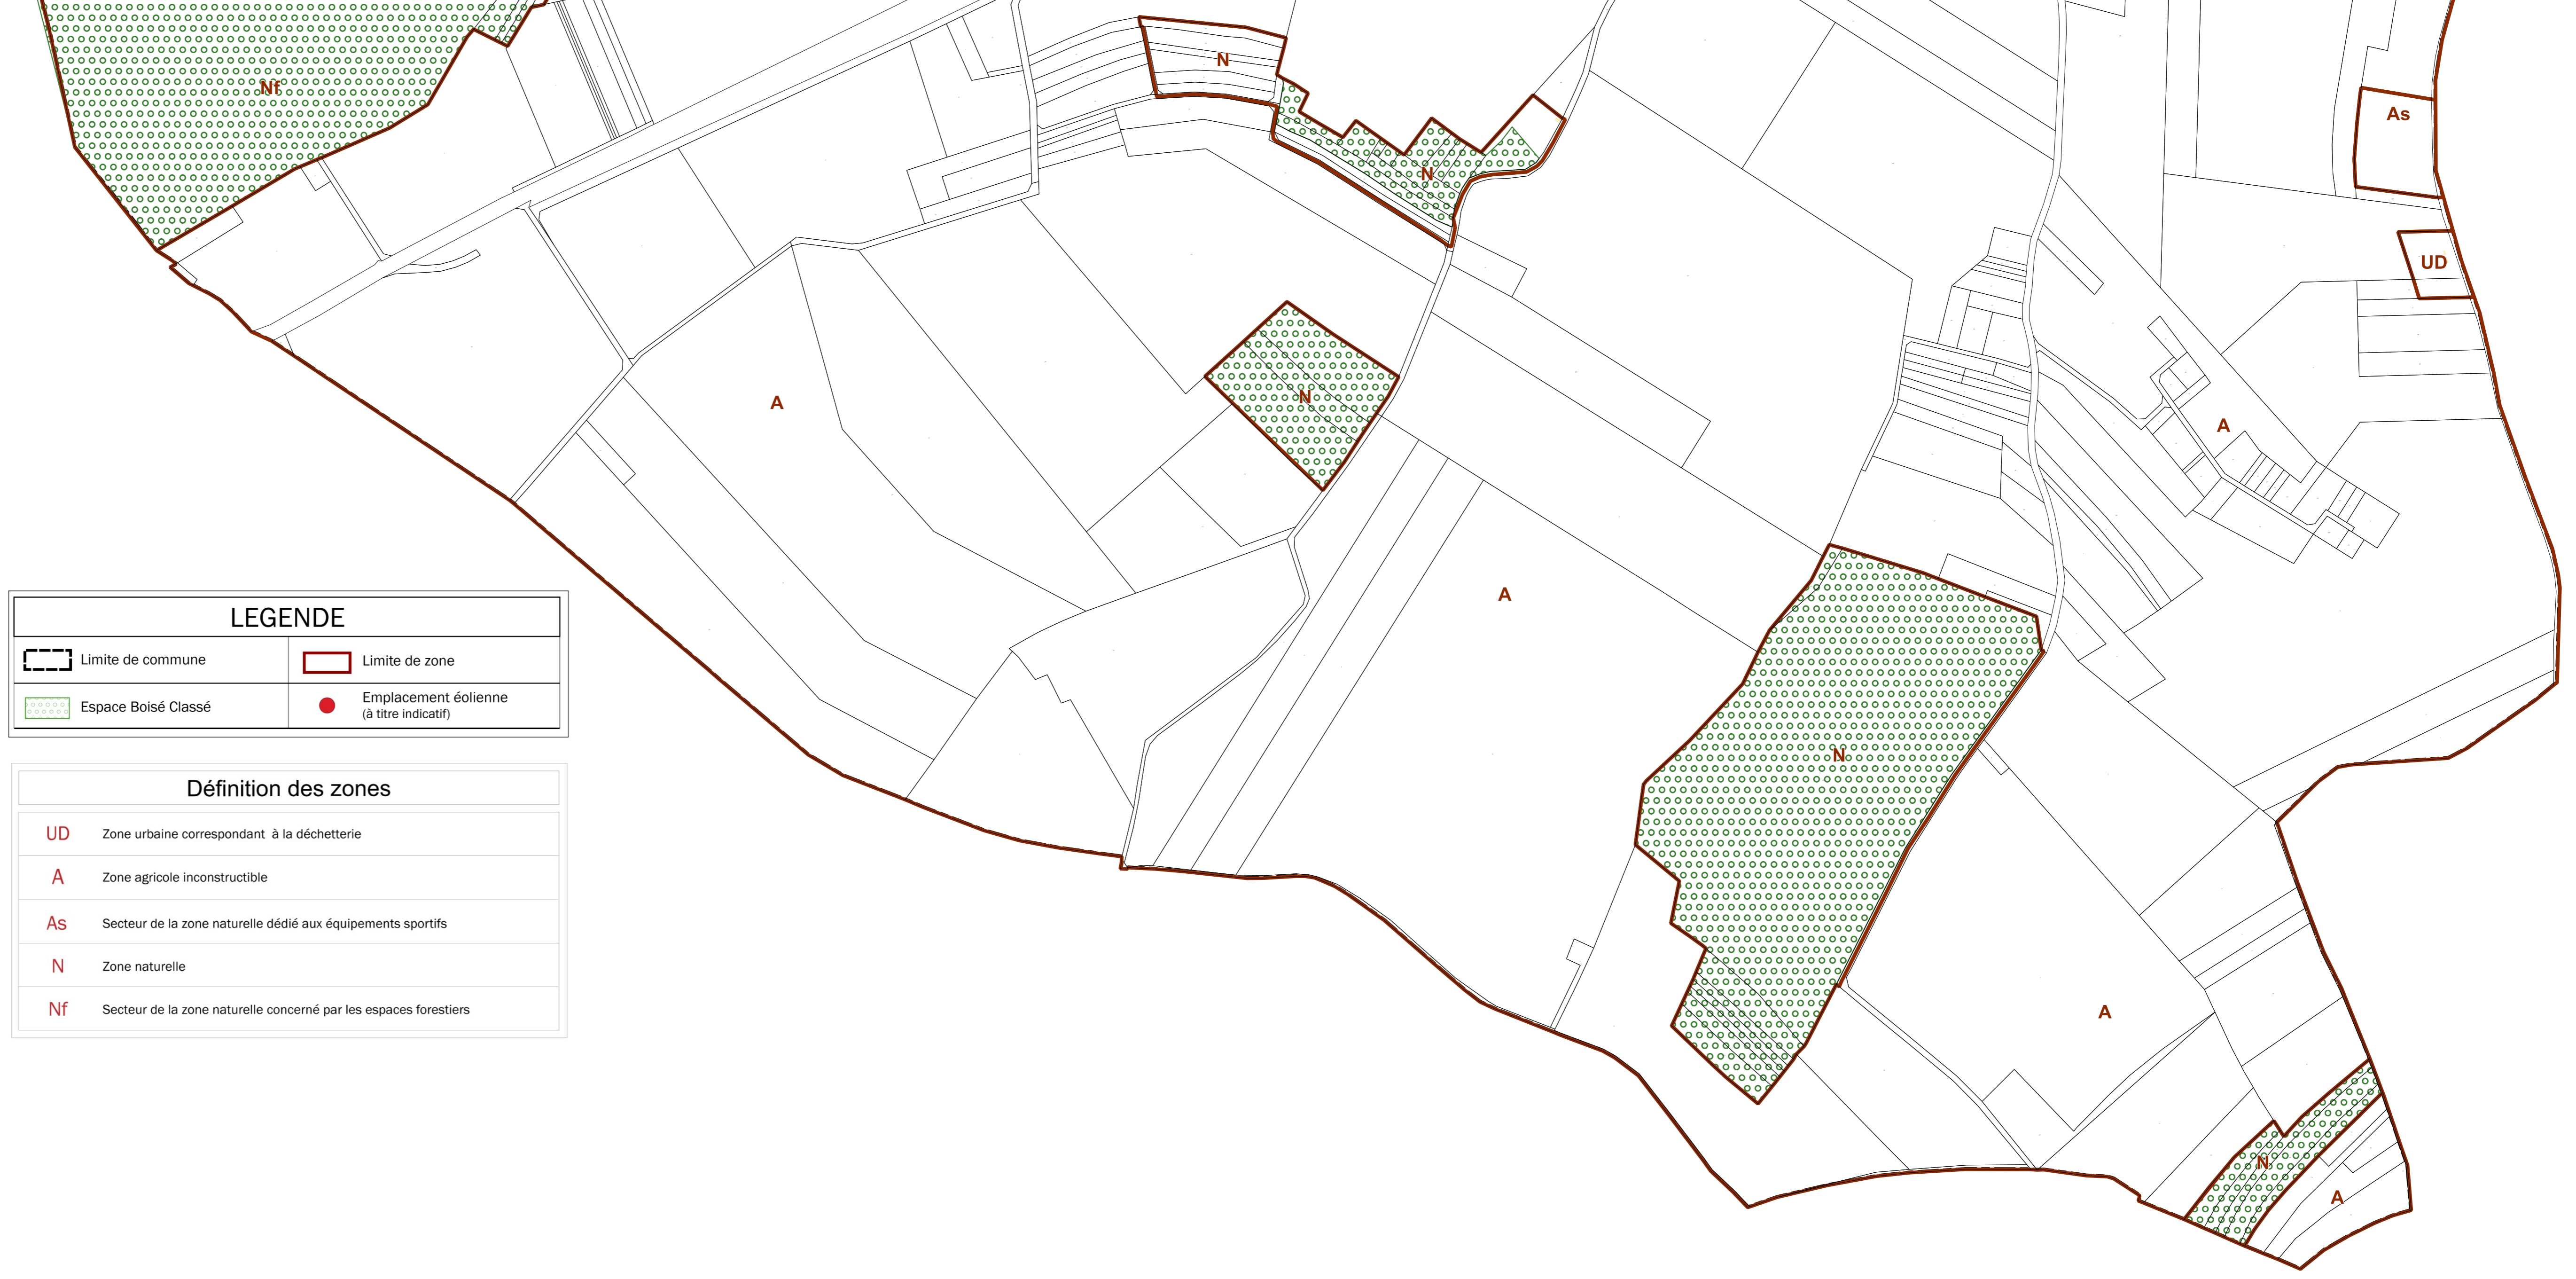 N
As
Nf
N
UD
N
A
A
A
N
A
N
A
N
A
LEGENDE
Limite de commune
Limite de zone
Espace Boisé Classé
Emplacement éolienne
(à titre indicatif)
Définition des zones
UD Zone urbaine correspondant à la déchetterie
A Zone agricole inconstructible
As Secteur de la zone naturelle dédié aux équipements sportifs
N Zone naturelle
Nf Secteur de la zone naturelle concerné par les espaces forestiers